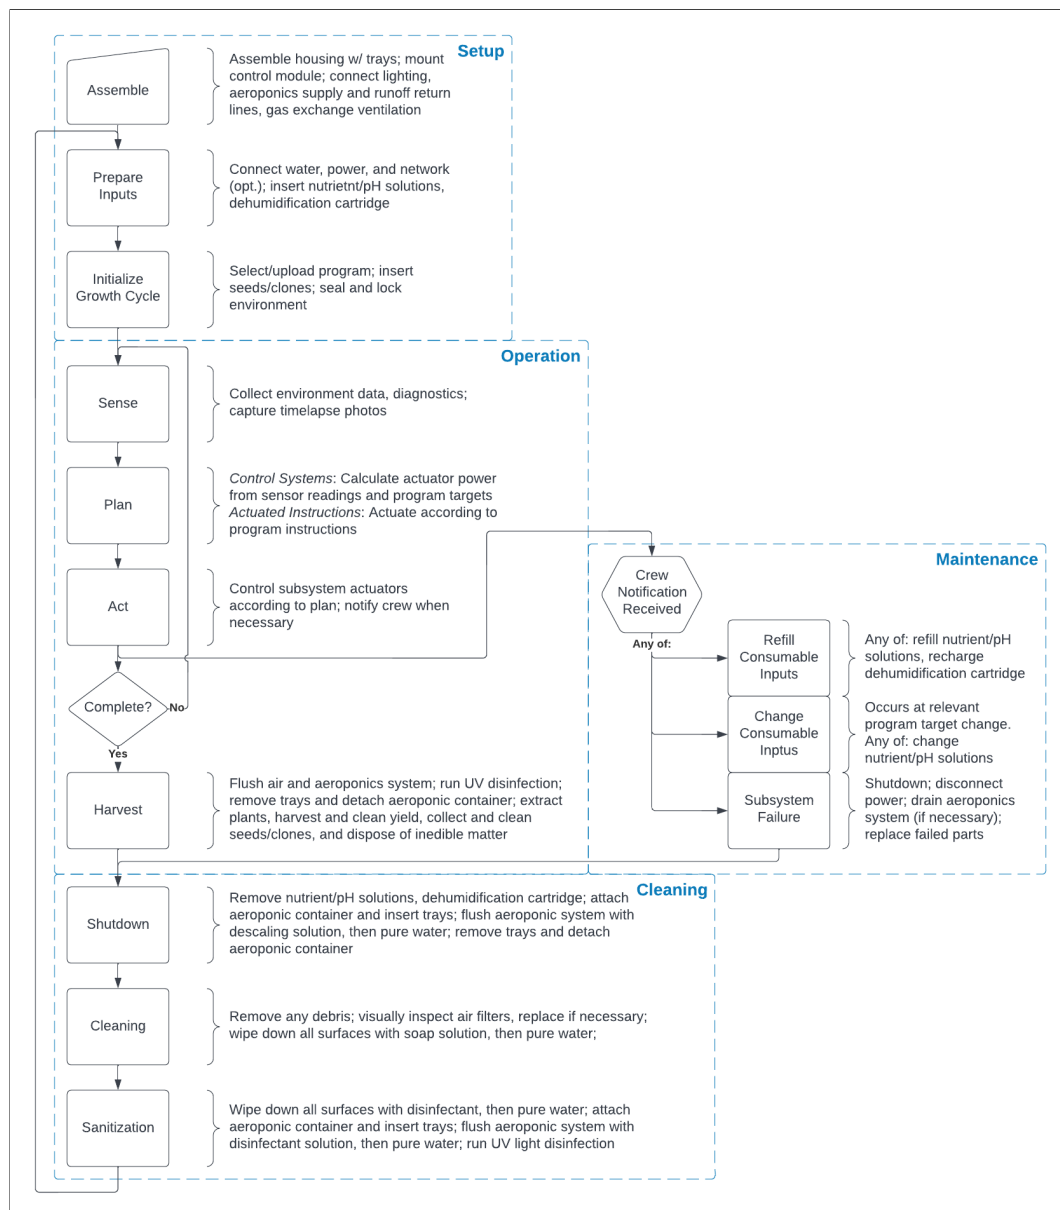 Setup
Assemble
Assemble housing w/ trays; mount
control module; connect lighting,
aeroponics supply and runoff return
lines, gas exchange ventilation
Prepare
Inputs
Connect water, power, and network
(opt.); insert nutrietnt/pH solutions,
dehumidification cartridge
Initialize
Growth Cycle
Select/upload program; insert
seeds/clones; seal and lock
environment
Operation
Sense
Collect environment data, diagnostics;
capture timelapse photos
Plan
Control Systems: Calculate actuator power
from sensor readings and program targets
Actuated Instructions: Actuate according to
program instructions
Act
Control subsystem actuators
according to plan; notify crew when
necessary
Complete?
No
Yes
Harvest
Flush air and aeroponics system; run UV disinfection;
remove trays and detach aeroponic container; extract
plants, harvest and clean yield, collect and clean
seeds/clones, and dispose of inedible matter
Maintenance
Crew
Notification
Received
Any of:
Refill
Consumable
Inputs
Any of: refill nutrient/pH
solutions, recharge
dehumidification cartridge
Change
Consumable
Inptus
Occurs at relevant
program target change.
Any of: change
nutrient/pH solutions
Subsystem
Failure
Shutdown; disconnect
power; drain aeroponics
system (if necessary);
replace failed parts
Cleaning
Shutdown
Remove nutrient/pH solutions, dehumidification cartridge; attach
aeroponic container and insert trays; flush aeroponic system with
descaling solution, then pure water; remove trays and detach
aeroponic container
Cleaning
Remove any debris; visually inspect air filters, replace if necessary;
wipe down all surfaces with soap solution, then pure water;
Sanitization
Wipe down all surfaces with disinfectant, then pure water; attach
aeroponic container and insert trays; flush aeroponic system with
disinfectant solution, then pure water; run UV light disinfection